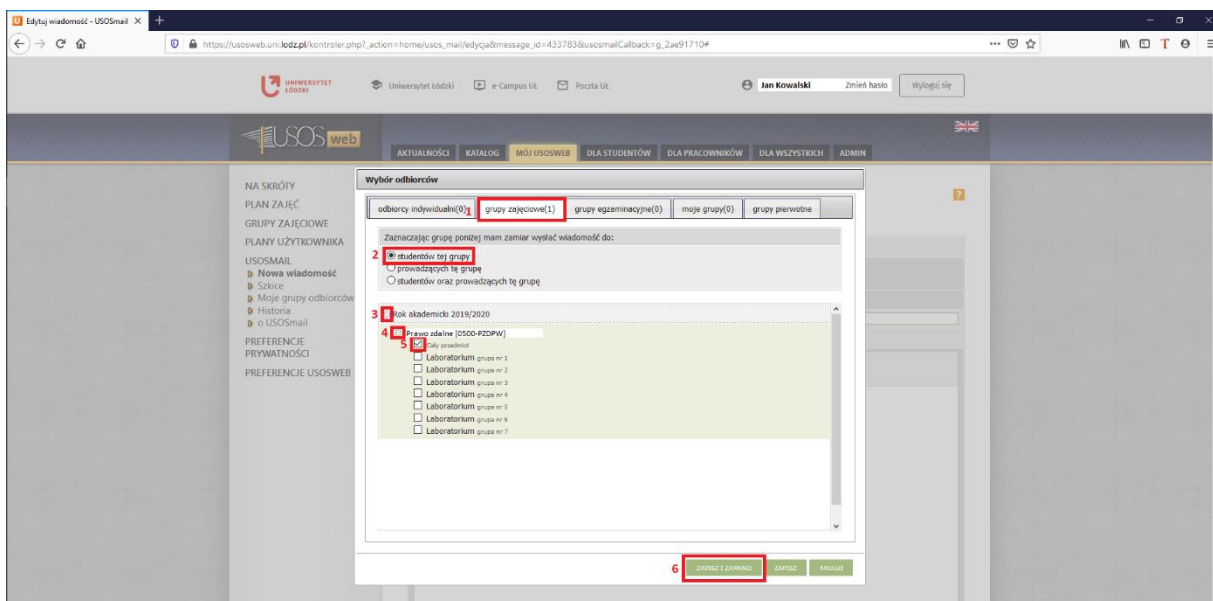 Edytuj wiadomość - USOSmail
https://usosweb.uni.lodz.pl/kontroler.php?_action=home/usos_mail/edycja&message_id=433783&usosmailCallback=g_2ae91710#
UNIWERSYTET ŁÓDZKI
Uniwersytet Łódzki e-Campus UŁ Poczta UŁ Jan Kowalski Zmień hasło Wyloguj się
USOS web
AKTUALNOŚCI KATALOG MÓJ USOSWEB DLA STUDENTÓW DLA PRACOWNIKÓW DLA WSZYSTKICH ADMIN
NA SKRÓTY
PLAN ZAJĘĆ
GRUPY ZAJĘCIOWE
PLANY UŻYTKOWNIKA
USOSMAIL
Nowa wiadomość
Szkice
Moje grupy odbiorców
Historia
o USOSmail
PREFERENCJE PRYWATNOŚCI
PREFERENCJE USOSWEB
Wybór odbiorców
odbiorcy indywidualni(0) 1 grupy zajęciowe(1) grupy egzaminacyjne(0) moje grupy(0) grupy pierwotne
Zaznaczając grupę poniżej mam zamiar wysłać wiadomość do:
2 studentów tej grupy
prowadzących tę grupę
studentów oraz prowadzących tę grupę
3 Rok akademicki 2019/2020
4 Prawo zdalne [0500-PZDPW]
5 Cały przedmiot
Laboratorium grupa nr 1
Laboratorium grupa nr 2
Laboratorium grupa nr 3
Laboratorium grupa nr 4
Laboratorium grupa nr 5
Laboratorium grupa nr 6
Laboratorium grupa nr 7
6 ZAPISZ I ZAMKNIJ ZAPISZ ANULUJ